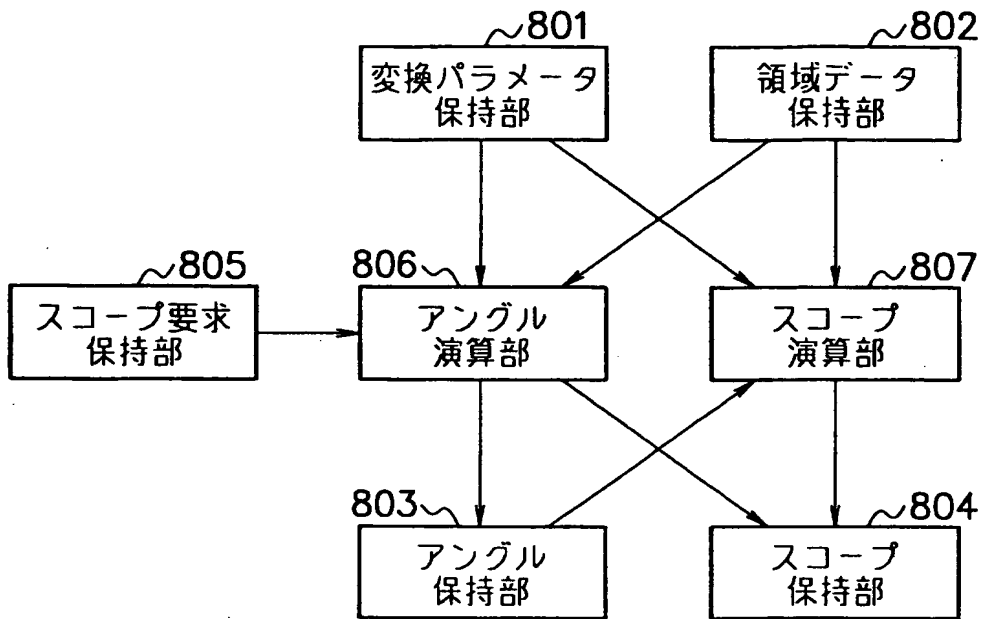 801
変換パラメータ
保持部
802
領域データ
保持部
805
スコープ要求
保持部
806
アングル
演算部
807
スコープ
演算部
803
アングル
保持部
804
スコープ
保持部